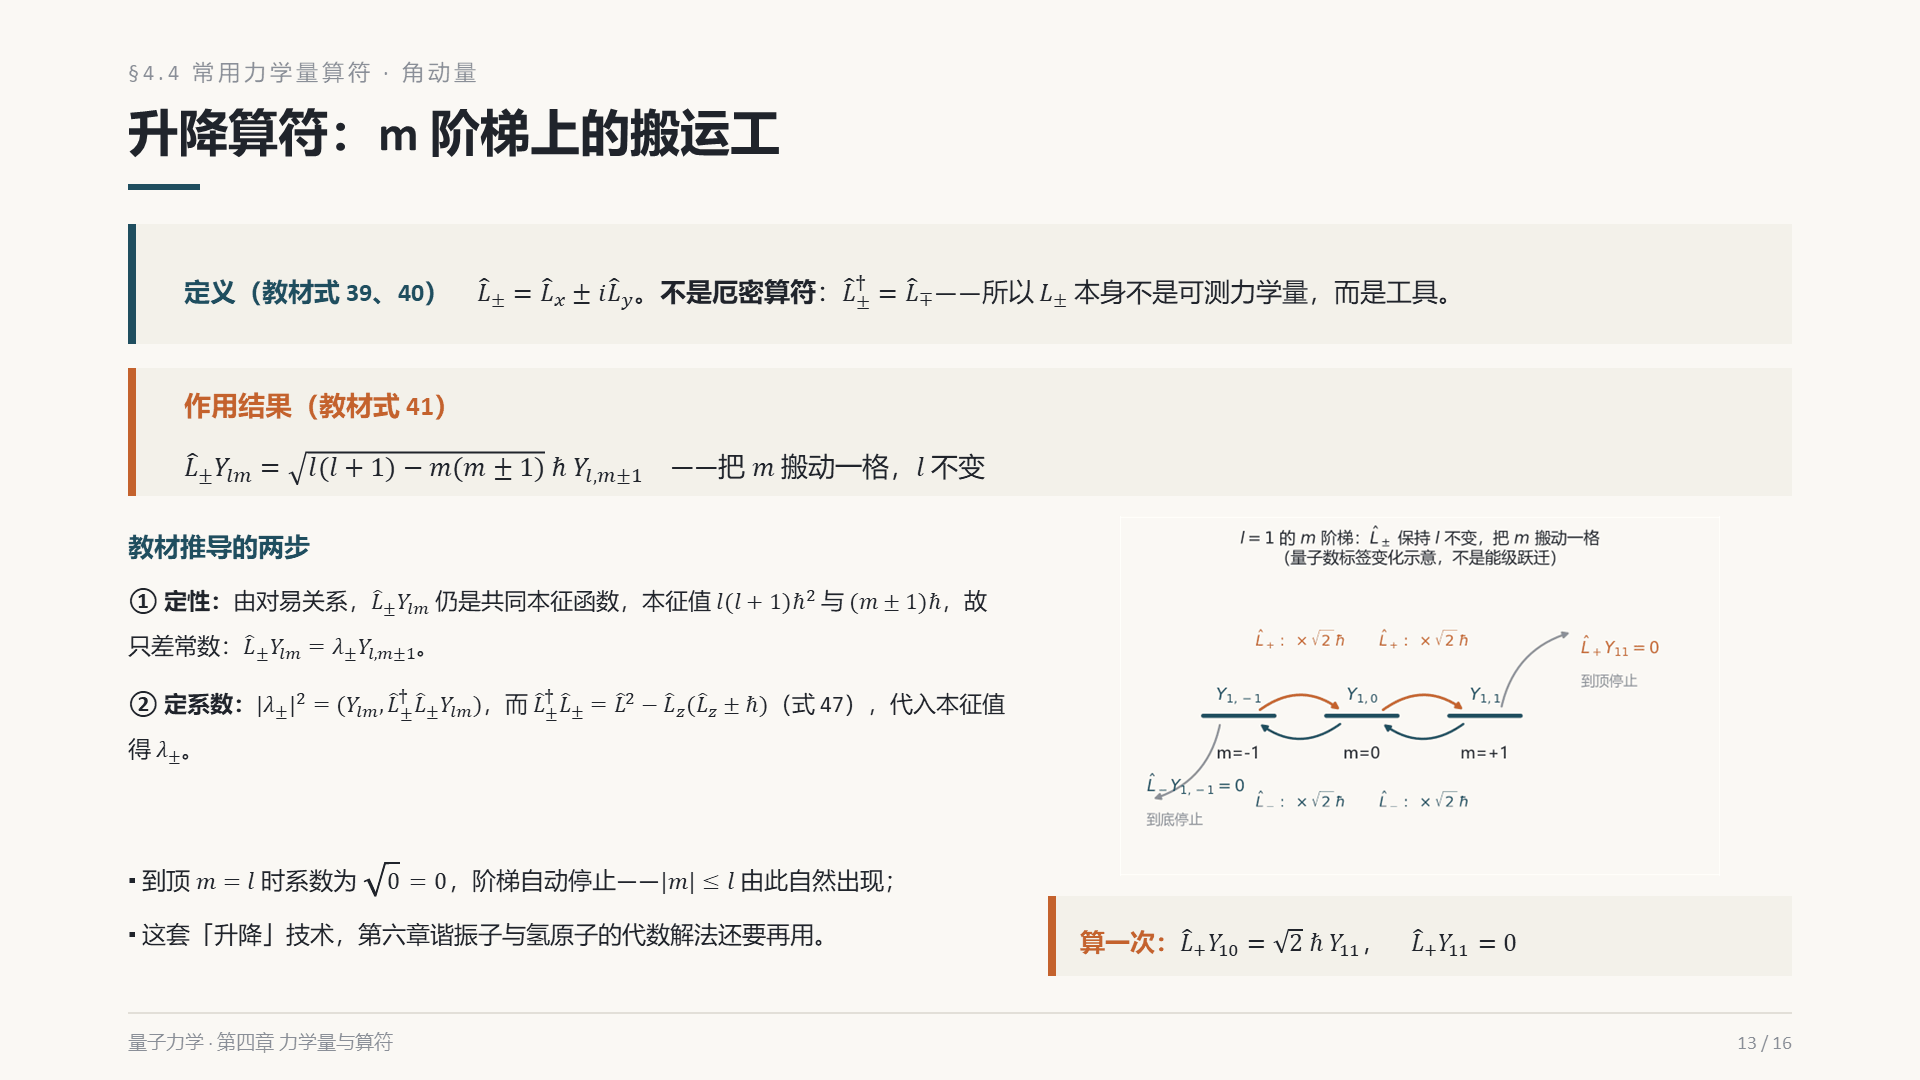 §4.4 常用力学量算符 · 角动量
升降算符：m 阶梯上的搬运工
定义（教材式 39、40） L̂± = L̂x ± iL̂y。不是厄密算符：L̂±† = L̂∓——所以 L± 本身不是可测力学量，而是工具。
作用结果（教材式 41）
L̂±Ylm = √(l(l + 1) − m(m ± 1)) ħ Yl,m±1 ——把 m 搬动一格，l 不变
教材推导的两步
① 定性：由对易关系，L̂±Ylm 仍是共同本征函数，本征值 l(l + 1)ħ² 与 (m ± 1)ħ，故
只差常数：L̂±Ylm = λ±Yl,m±1。
② 定系数：|λ±|² = (Ylm, L̂±†L̂±Ylm)，而 L̂±†L̂± = L̂² − L̂z(L̂z ± ħ)（式 47），代入本征值
得 λ±。
▪ 到顶 m = l 时系数为 √0 = 0，阶梯自动停止——|m| ≤ l 由此自然出现；
▪ 这套「升降」技术，第六章谐振子与氢原子的代数解法还要再用。
l = 1 的 m 阶梯：L̂± 保持 l 不变，把 m 搬动一格
（量子数标签变化示意，不是能级跃迁）
L̂+ : ×√2 ħ L̂+ : ×√2 ħ
L̂+Y11 = 0
到顶停止
Y1,−1 Y1,0 Y1,1
m=-1 m=0 m=+1
L̂−Y1,−1 = 0
L̂− : ×√2 ħ L̂− : ×√2 ħ
到底停止
算一次：L̂+Y10 = √2 ħ Y11， L̂+Y11 = 0
量子力学 · 第四章 力学量与算符
13 / 16